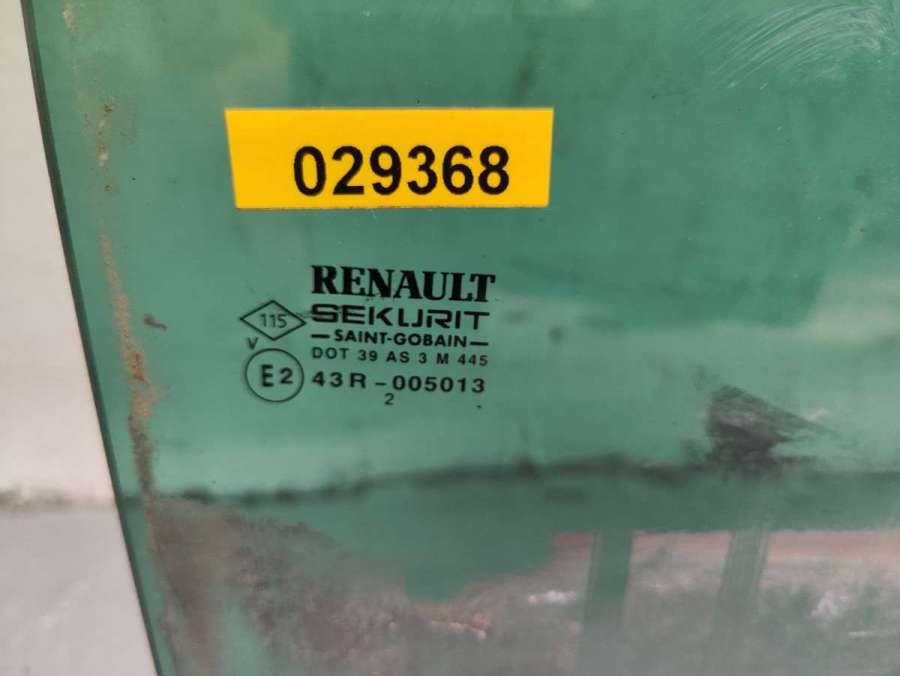 029368
RENAULT
115 SEKURIT
V —SAINT-GOBAIN—
DOT 39 AS 3 M 445
E2 43R-005013
2